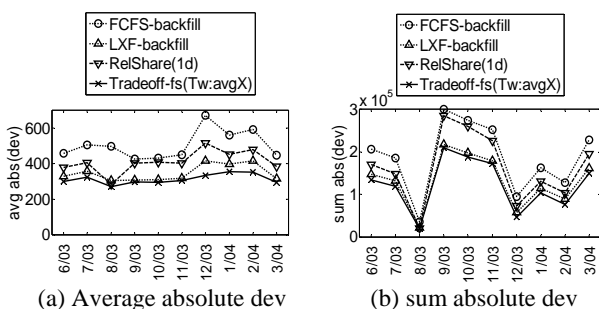 FCFS-backfill
LXF-backfill
RelShare(1d)
Tradeoff-fs(Tw:avgX)
avg abs(dev)
600
400
200
0
6/03
7/03
8/03
9/03
10/03
11/03
12/03
1/04
2/04
3/04
(a) Average absolute dev
FCFS-backfill
LXF-backfill
RelShare(1d)
Tradeoff-fs(Tw:avgX)
x 10^5
sum abs(dev)
3
2
1
0
6/03
7/03
8/03
9/03
10/03
11/03
12/03
1/04
2/04
3/04
(b) sum absolute dev